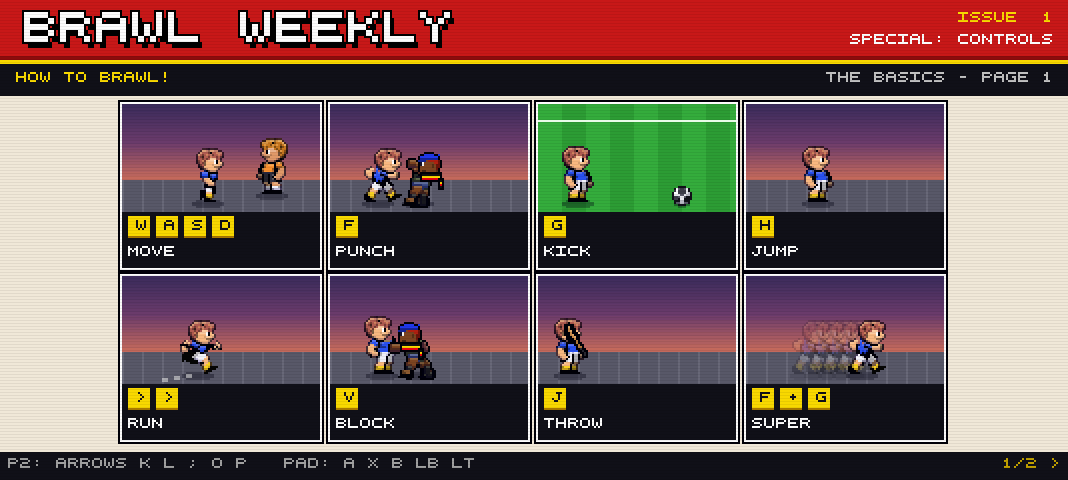 BRAWL WEEKLY
ISSUE 1
SPECIAL: CONTROLS
HOW TO BRAWL!
THE BASICS - PAGE 1
W A S D
MOVE
F
PUNCH
G
KICK
H
JUMP
> >
RUN
V
BLOCK
J
THROW
F + G
SUPER
P2: ARROWS K L ; O P PAD: A X B LB LT
1/2 >